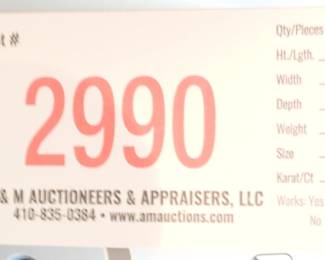 t #
2990
& M AUCTIONEERS & APPRAISERS, LLC
410-835-0384 • www.amauctions.com
Qty/Pieces
Ht./Lgth.
Width
Depth
Weight
Size
Karat/Ct
Works: Yes
No